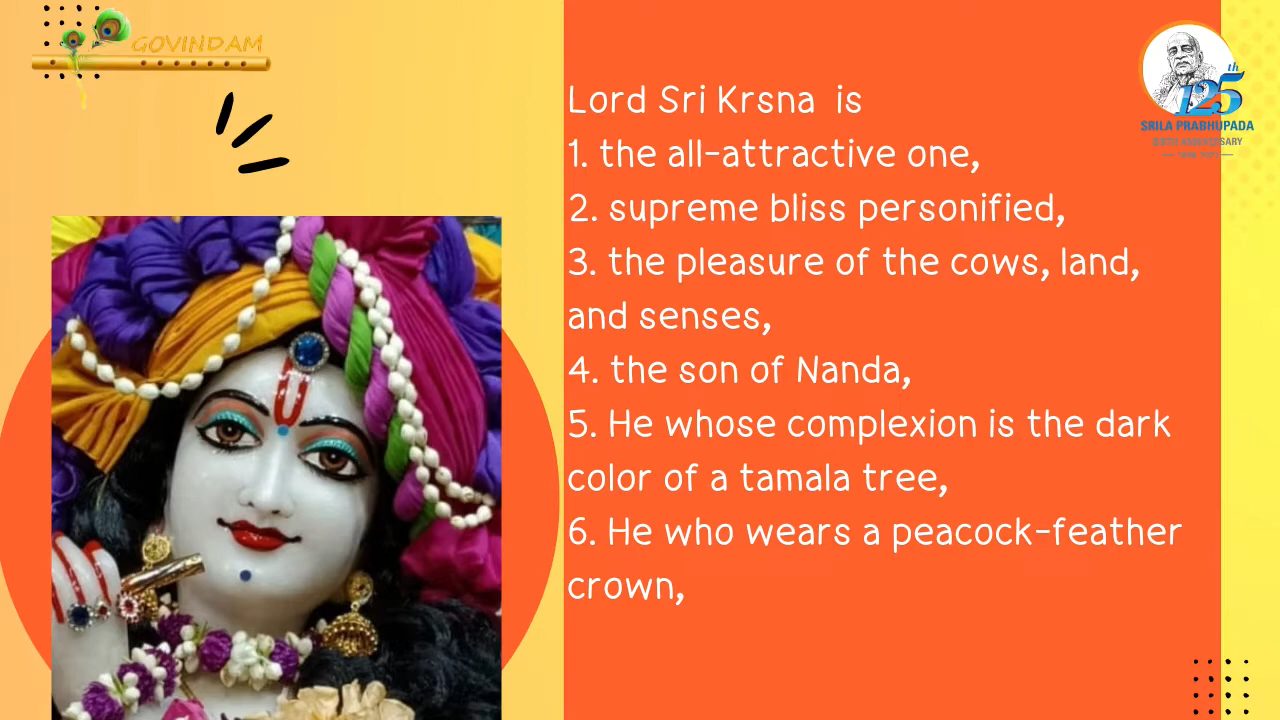 GOVINDAM
Lord Sri Krsna is
1. the all-attractive one,
2. supreme bliss personified,
3. the pleasure of the cows, land,
and senses,
4. the son of Nanda,
5. He whose complexion is the dark
color of a tamala tree,
6. He who wears a peacock-feather
crown,
125th
SRILA PRABHUPADA
BIRTH ANNIVERSARY